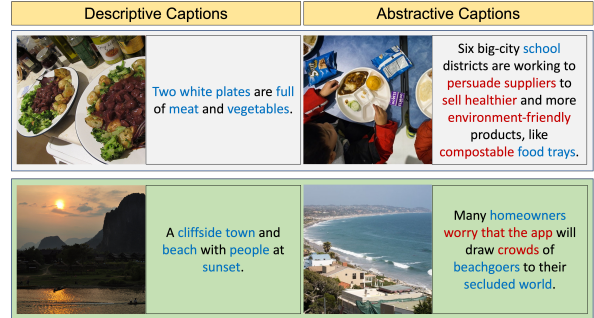 Descriptive Captions
Abstractive Captions
Two white plates are full
of meat and vegetables.
Six big-city school
districts are working to
persuade suppliers to
sell healthier and more
environment-friendly
products, like
compostable food trays.
A cliffside town and
beach with people at
sunset.
Many homeowners
worry that the app will
draw crowds of
beachgoers to their
secluded world.